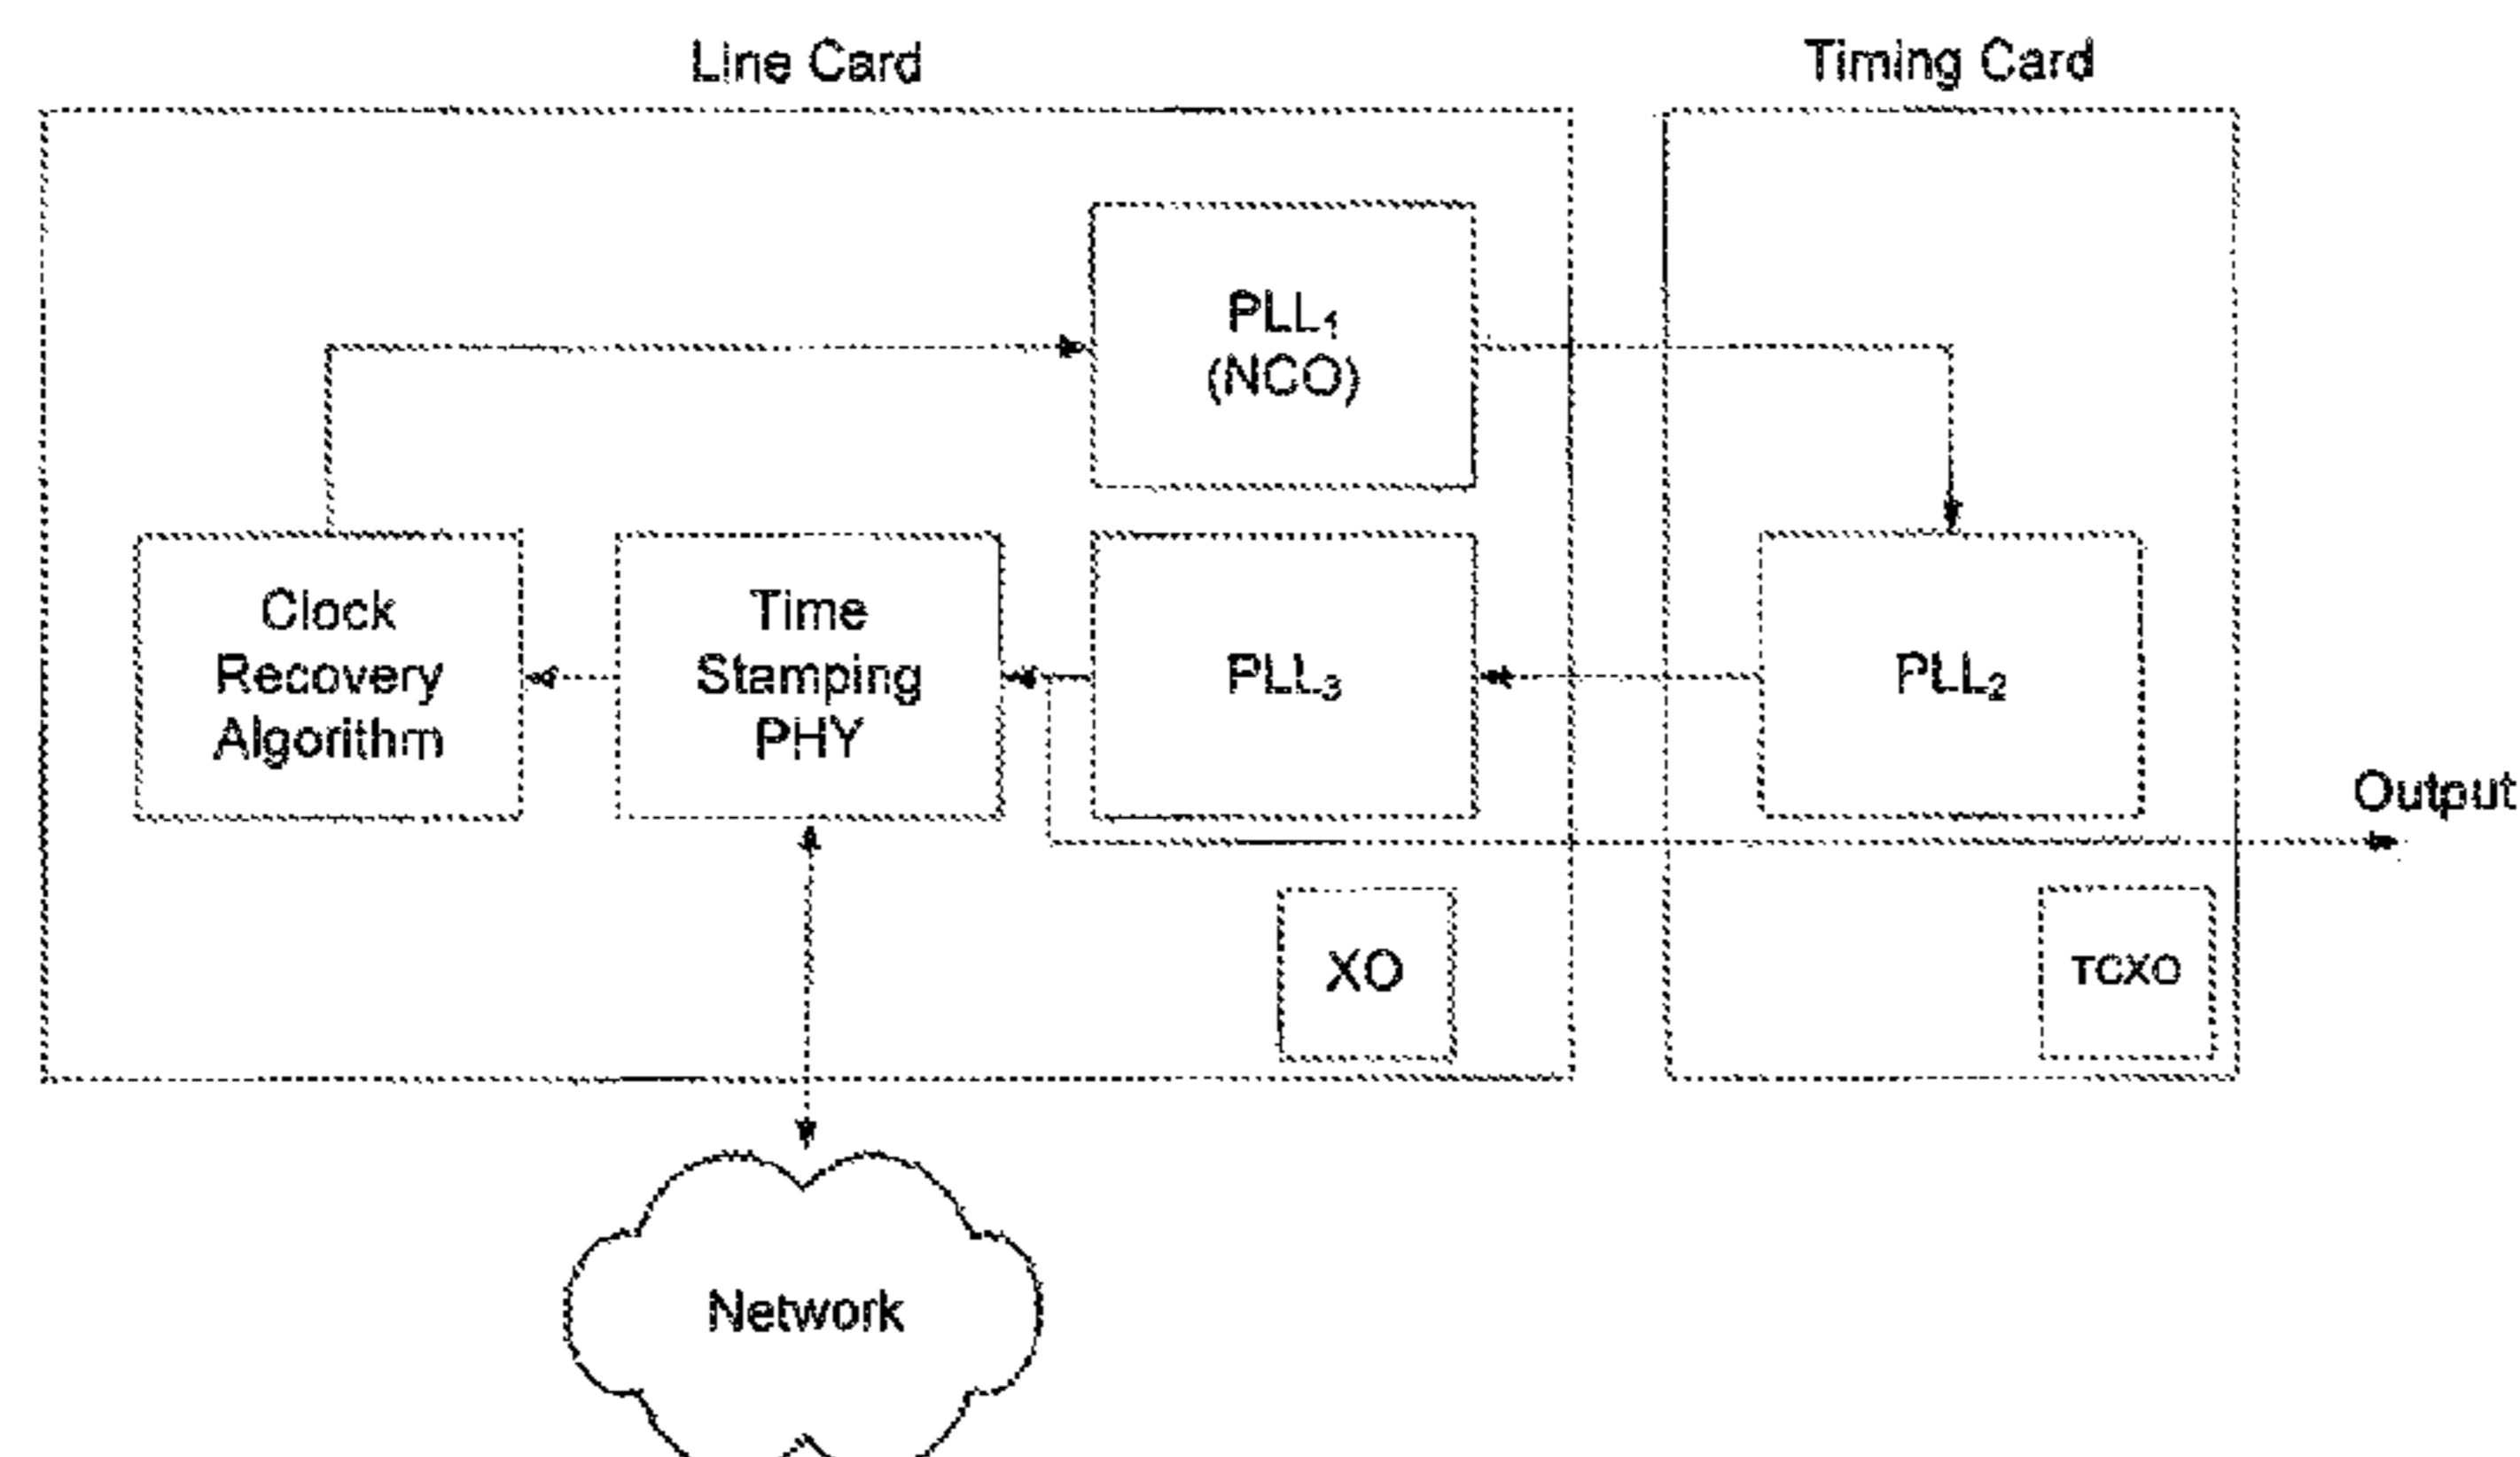 Line Card
Timing Card
PLL₁
(NCO)
Clock
Recovery
Algorithm
Time
Stamping
PHY
PLL₃
PLL₂
Output
XO
TCXO
Network